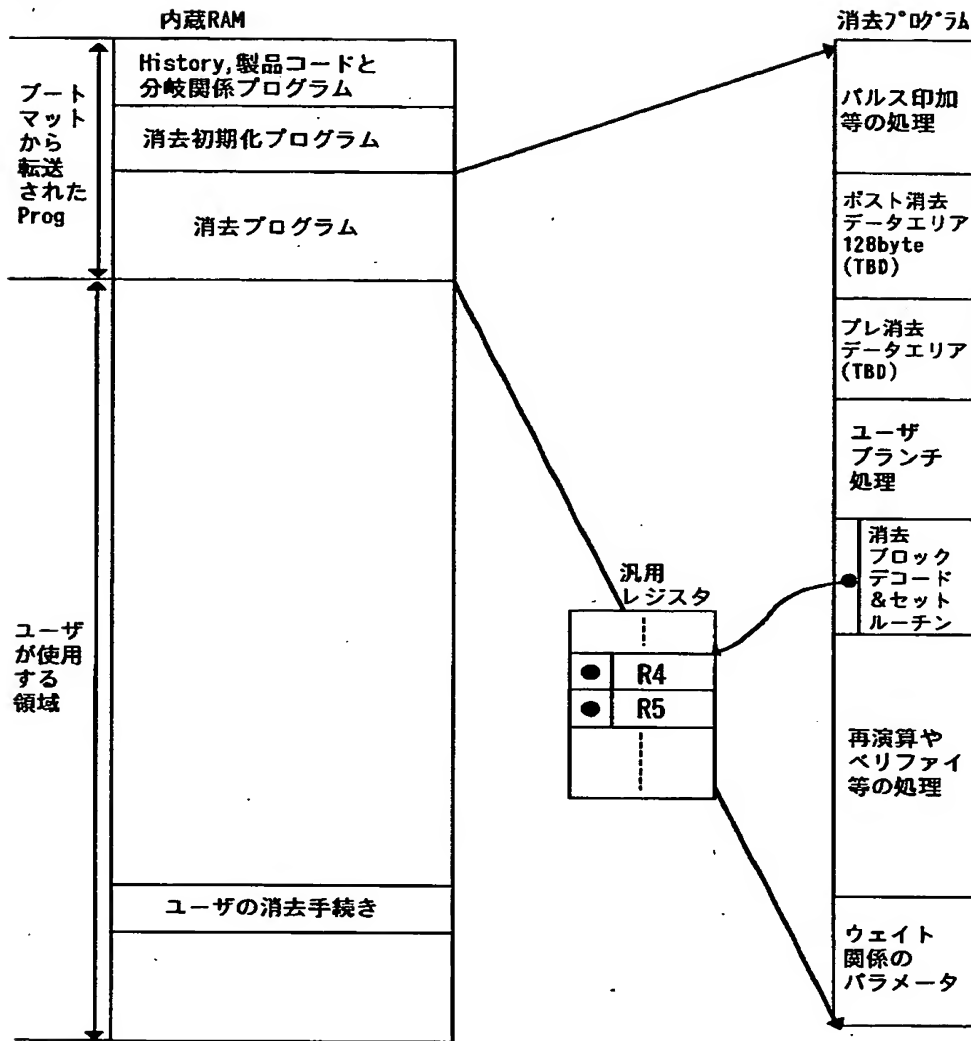 内蔵RAM
ブート
マット
から
転送
された
Prog
History,製品コードと
分岐関係プログラム
消去初期化プログラム
消去プログラム
ユーザ
が使用
する
領域
ユーザの消去手続き
汎用
レジスタ
R4
R5
消去プログラム
パルス印加
等の処理
ポスト消去
データエリア
128byte
(TBD)
プレ消去
データエリア
(TBD)
ユーザ
ブランチ
処理
消去
ブロック
デコード
&セット
ルーチン
再演算や
ベリファイ
等の処理
ウェイト
関係の
パラメータ